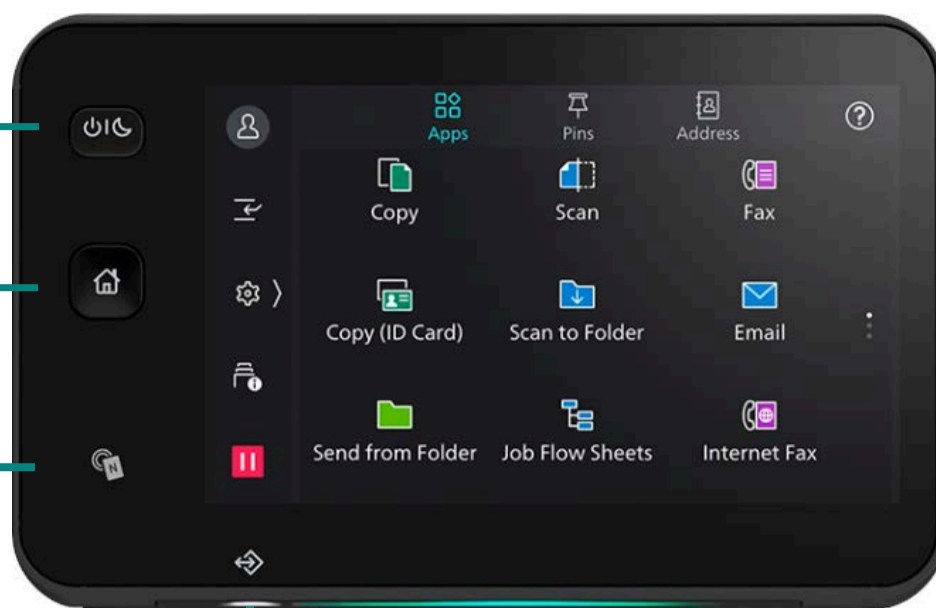 Apps Pins Address ?
Copy Scan Fax
Copy (ID Card) Scan to Folder Email
Send from Folder Job Flow Sheets Internet Fax
N